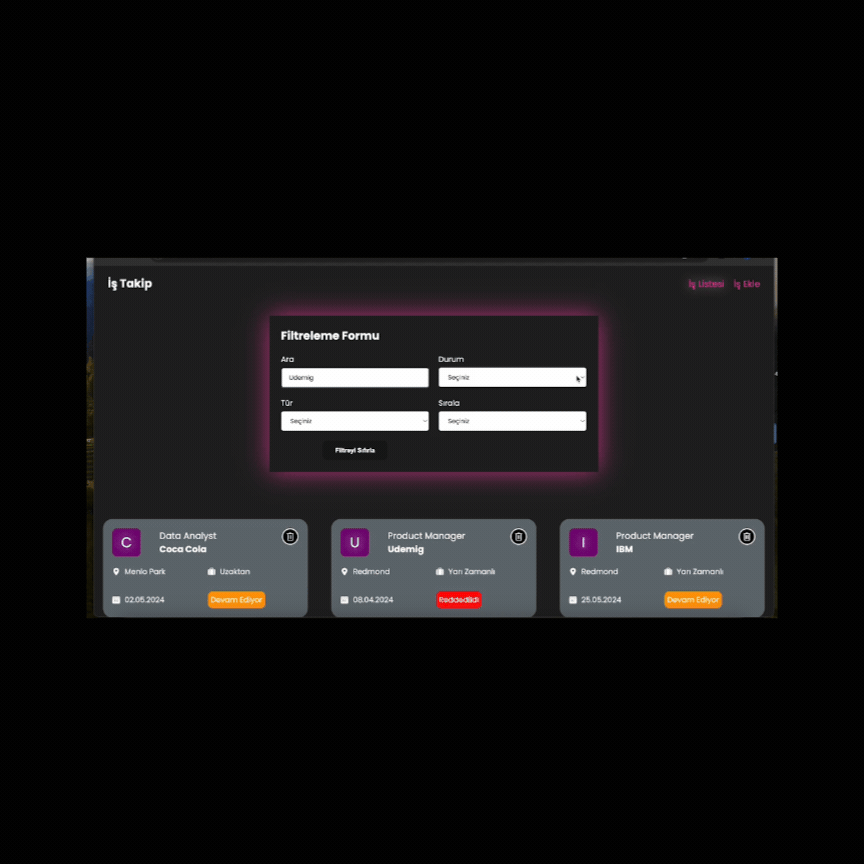 İş Takip
İş Listesi İş Ekle
Filtreleme Formu
Ara Durum
Udemig Seçiniz
Tür Sırala
Seçiniz Seçiniz
Filtreyi Sıfırla
C Data Analyst
Coca Cola
Menlo Park Uzaktan
02.05.2024 Devam Ediyor
U Product Manager
Udemig
Redmond Yarı Zamanlı
08.04.2024 Reddedildi
I Product Manager
IBM
Redmond Yarı Zamanlı
25.05.2024 Devam Ediyor